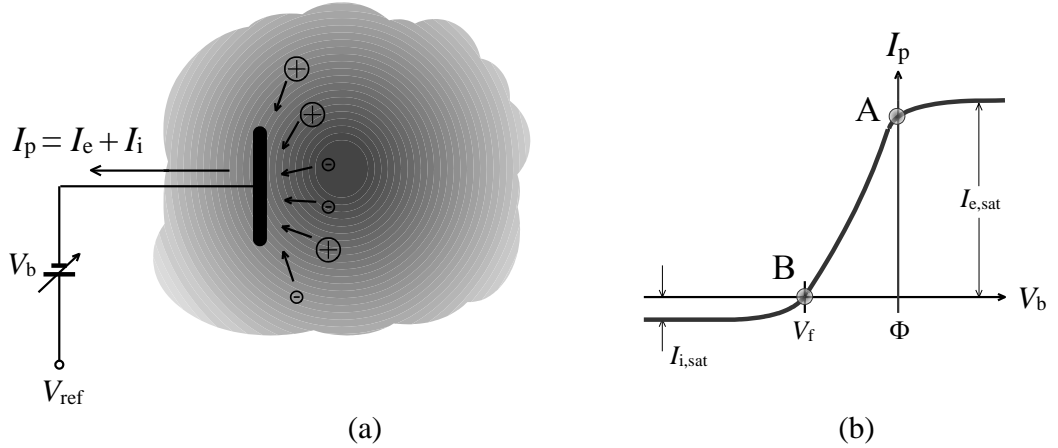 I_p = I_e + I_i
V_b
V_ref
(a)
I_p
A
I_e,sat
B
V_b
V_f
Φ
I_i,sat
(b)